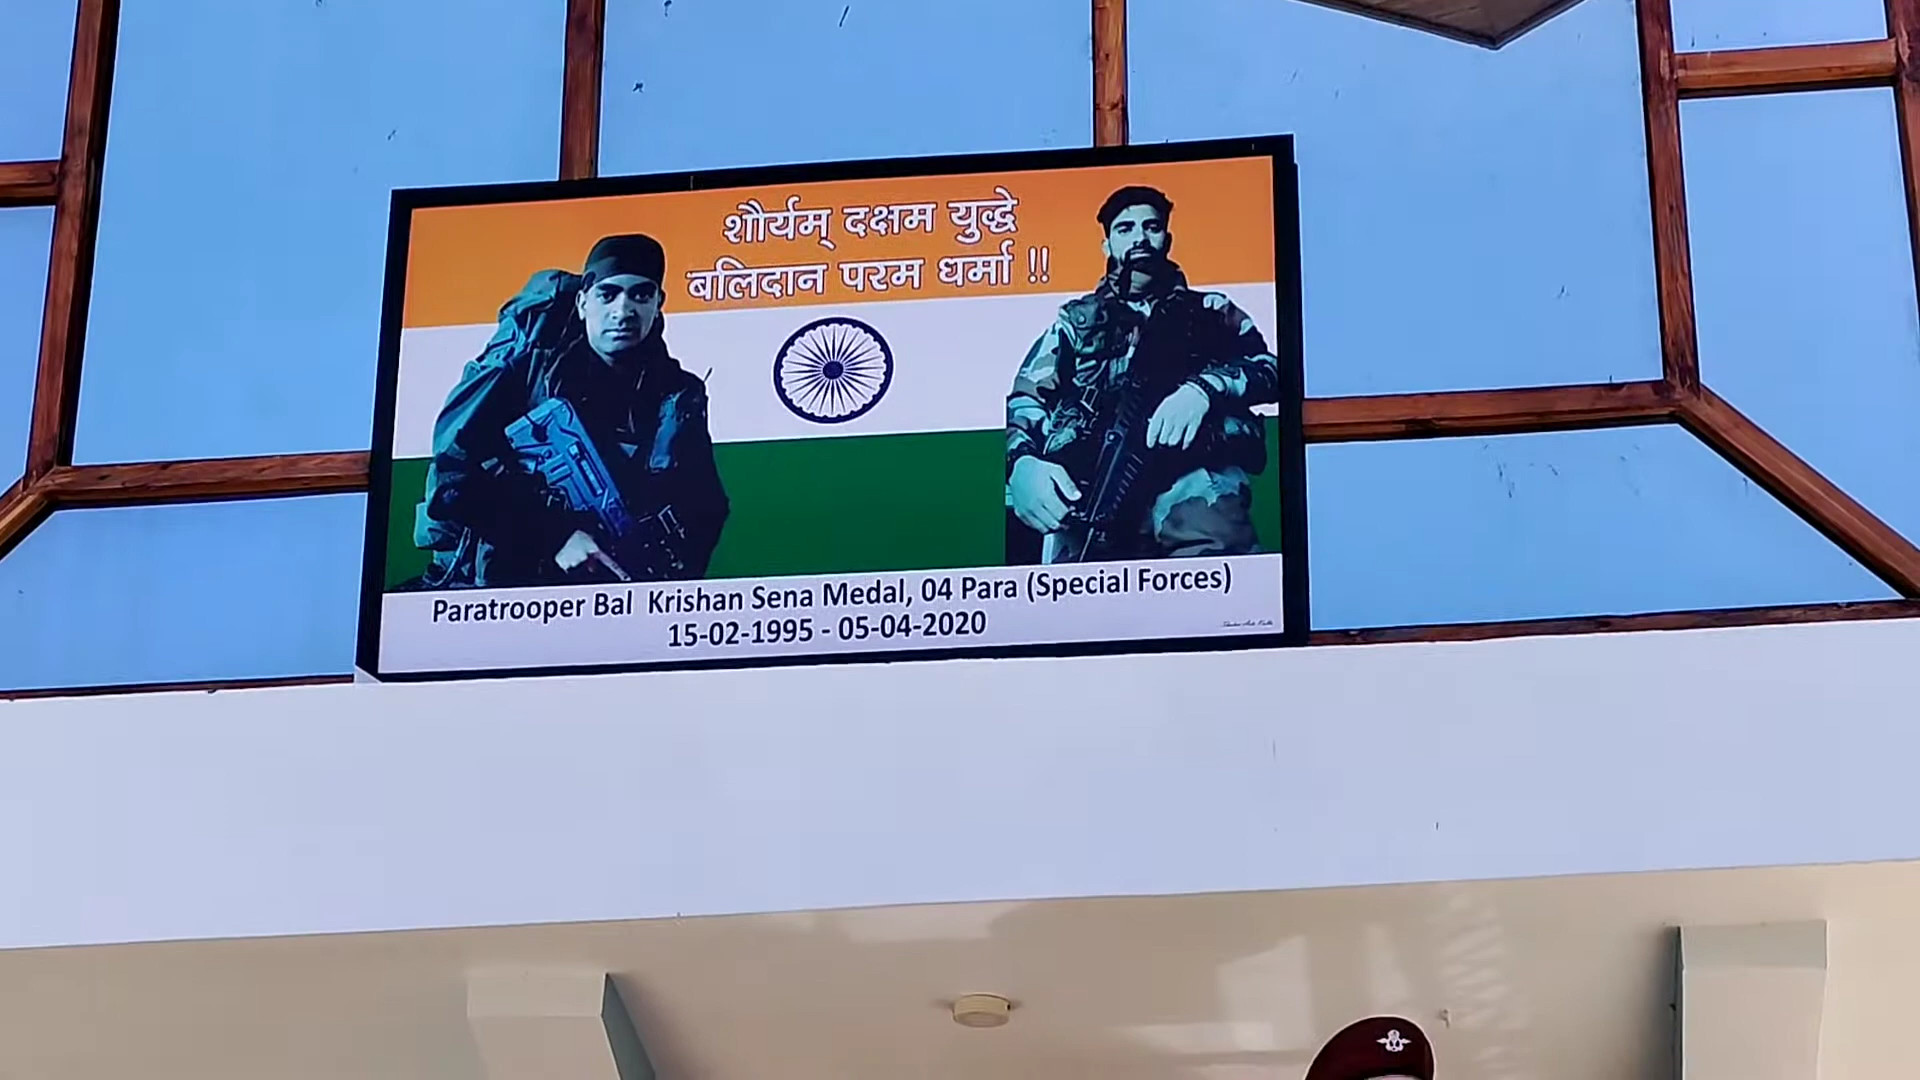 शौर्यम् दक्षम युद्धे
बलिदान परम धर्मा !!
Paratrooper Bal Krishan Sena Medal, 04 Para (Special Forces)
15-02-1995 - 05-04-2020